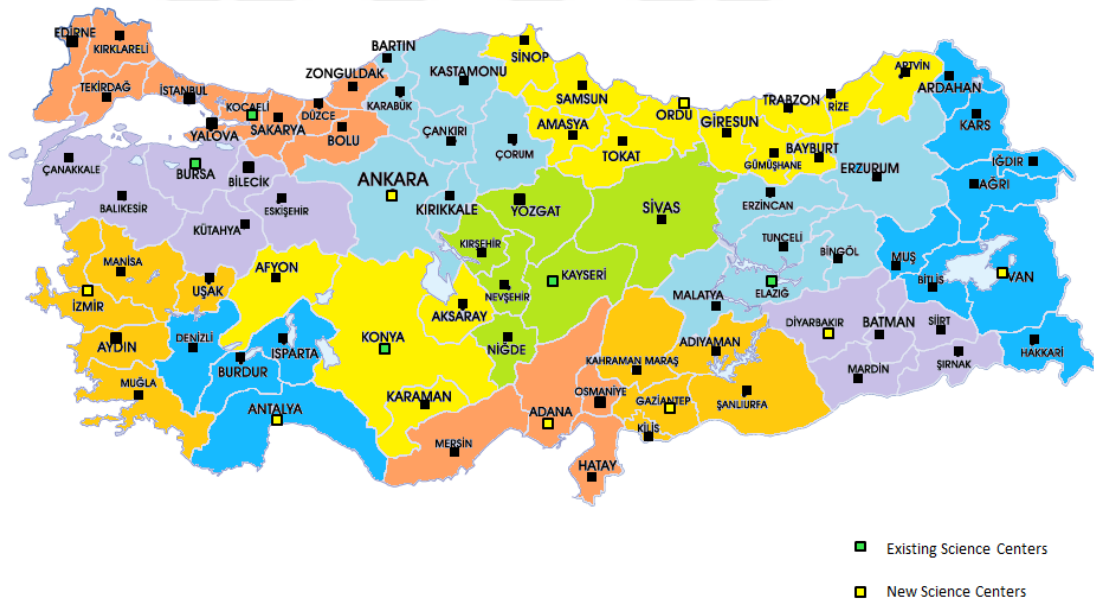 EDİRNE
KIRKLARELİ
TEKİRDAĞ
İSTANBUL
KOCAELİ
YALOVA
SAKARYA
DÜZCE
ZONGULDAK
BOLU
BARTIN
KARABÜK
KASTAMONU
ÇANKIRI
ÇORUM
SİNOP
SAMSUN
AMASYA
TOKAT
ORDU
GİRESUN
TRABZON
RİZE
ARTVİN
GÜMÜŞHANE
BAYBURT
ARDAHAN
KARS
IĞDIR
AĞRI
ERZURUM
ERZİNCAN
ÇANAKKALE
BURSA
BİLECİK
BALIKESİR
KÜTAHYA
ESKİŞEHİR
ANKARA
KIRIKKALE
YOZGAT
SİVAS
KIRŞEHİR
KAYSERİ
NEVŞEHİR
NİĞDE
TUNCELİ
BİNGÖL
ELAZIĞ
MALATYA
MUŞ
BİTLİS
VAN
HAKKARİ
MANİSA
İZMİR
UŞAK
AYDIN
MUĞLA
AFYON
DENİZLİ
BURDUR
ISPARTA
ANTALYA
KONYA
AKSARAY
KARAMAN
MERSİN
ADANA
OSMANİYE
HATAY
KAHRAMAN MARAŞ
ADIYAMAN
GAZİANTEP
KİLİS
ŞANLIURFA
DİYARBAKIR
BATMAN
SİİRT
MARDİN
ŞIRNAK
Existing Science Centers
New Science Centers